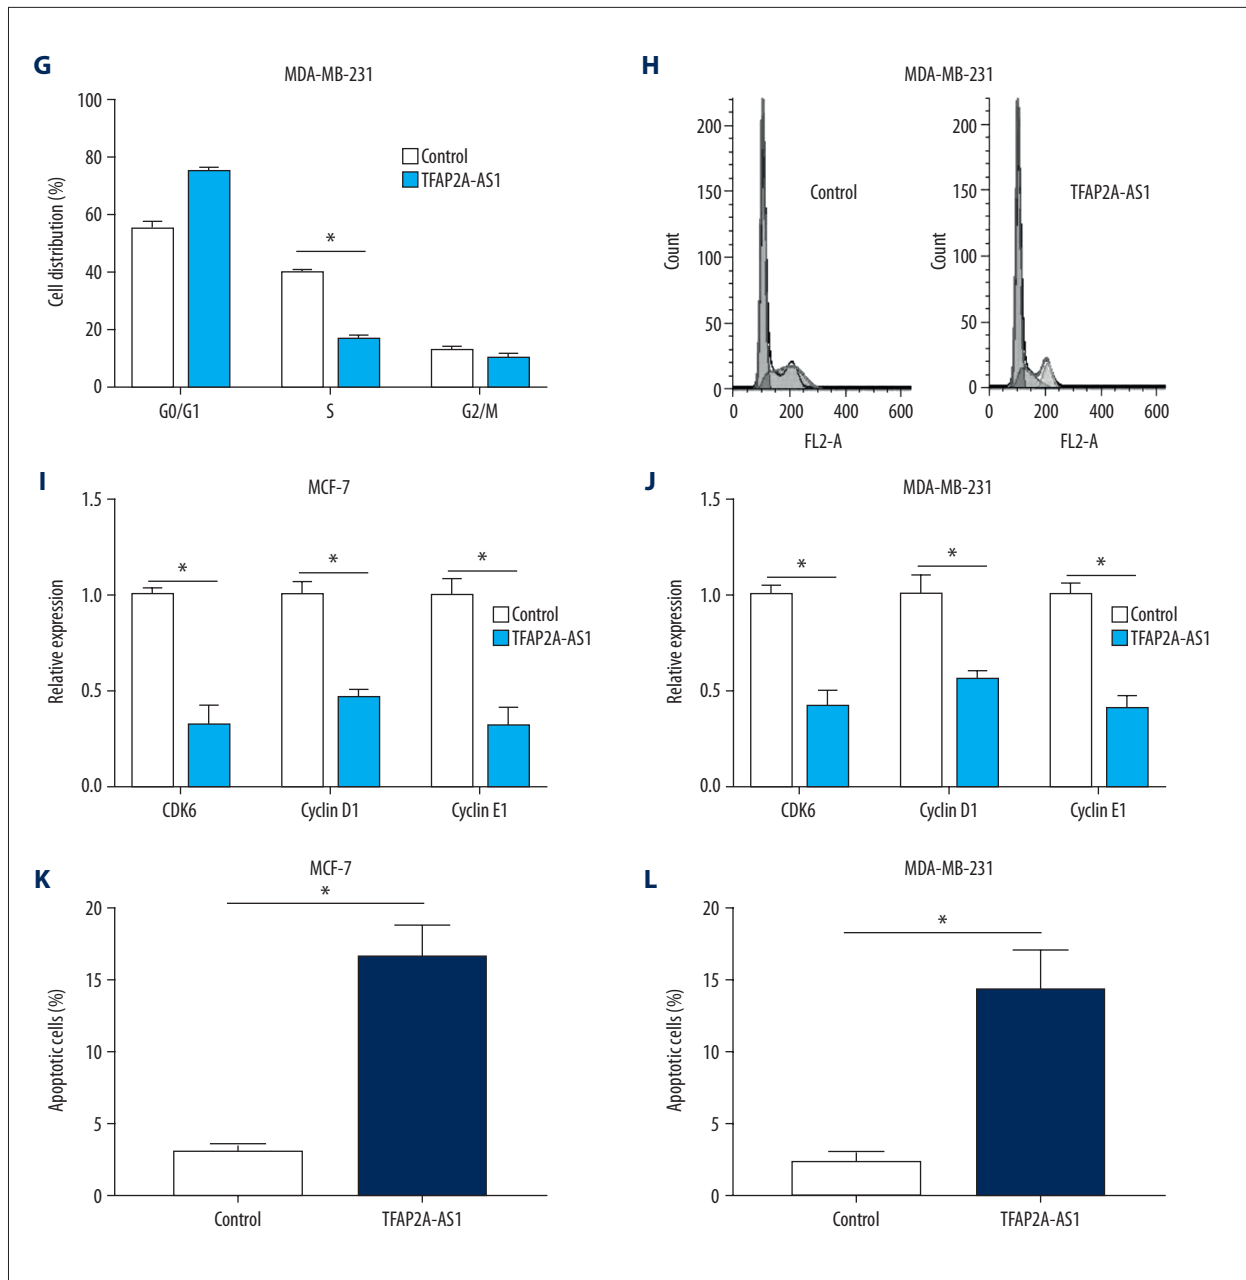 G
MDA-MB-231
100
80
60
40
20
0
Cell distribution (%)
Control
TFAP2A-AS1
*
G0/G1 S G2/M
H
MDA-MB-231
200
150
100
50
0
Count
Control
0 200 400 600
FL2-A
200
150
100
50
0
Count
TFAP2A-AS1
0 200 400 600
FL2-A
I
MCF-7
1.5
1.0
0.5
0.0
Relative expression
* * *
Control
TFAP2A-AS1
CDK6 Cyclin D1 Cyclin E1
J
MDA-MB-231
1.5
1.0
0.5
0.0
Relative expression
* * *
Control
TFAP2A-AS1
CDK6 Cyclin D1 Cyclin E1
K
MCF-7
*
20
15
10
5
0
Apoptotic cells (%)
Control TFAP2A-AS1
L
MDA-MB-231
*
20
15
10
5
0
Apoptotic cells (%)
Control TFAP2A-AS1